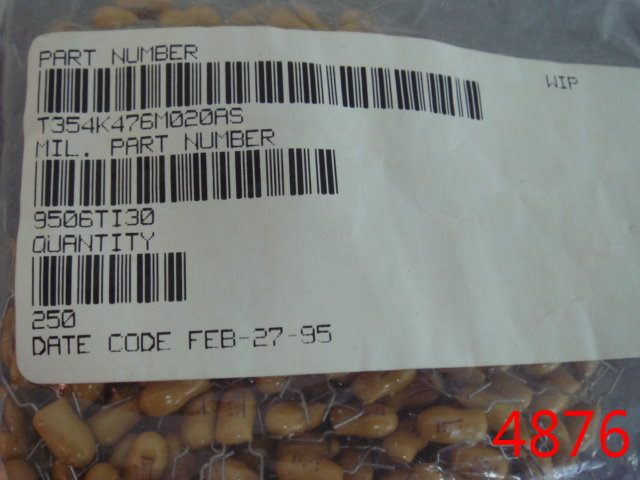 PART NUMBER
WIP
T354K476M020AS
MIL. PART NUMBER
9506TI30
QUANTITY
250
DATE CODE FEB-27-95
4876